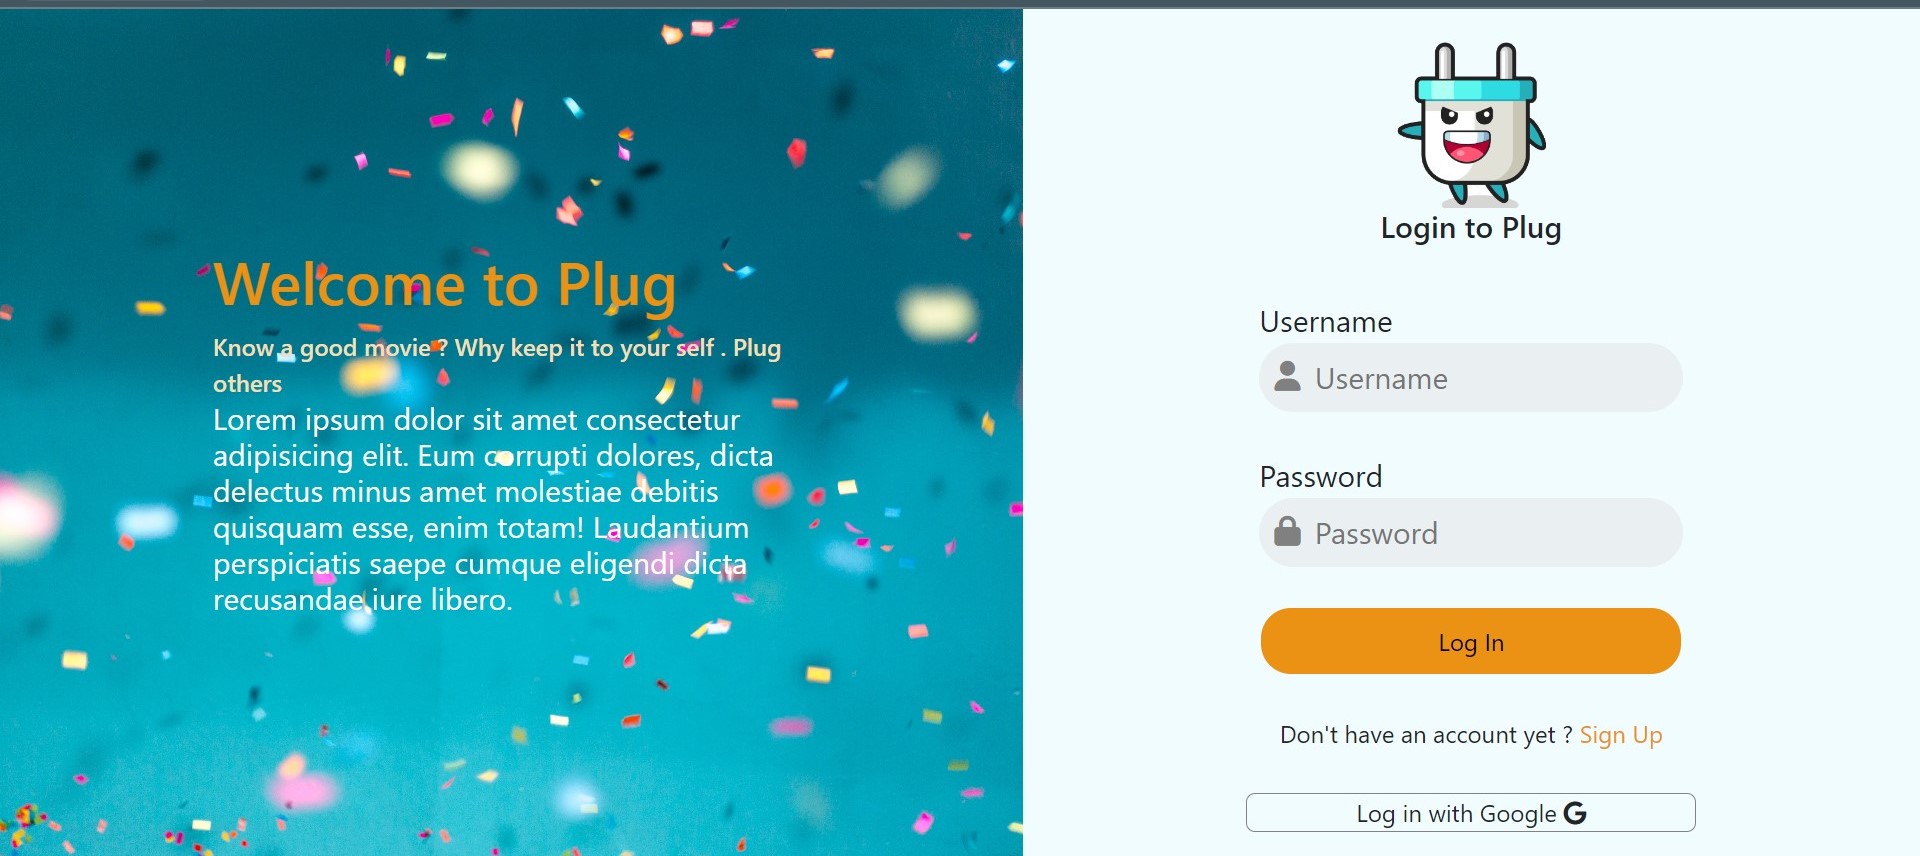 Welcome to Plug
Know a good movie ? Why keep it to your self . Plug
others
Lorem ipsum dolor sit amet consectetur
adipisicing elit. Eum corrupti dolores, dicta
delectus minus amet molestiae debitis
quisquam esse, enim totam! Laudantium
perspiciatis saepe cumque eligendi dicta
recusandae iure libero.
Login to Plug
Username
Username
Password
Password
Log In
Don't have an account yet ? Sign Up
Log in with Google G